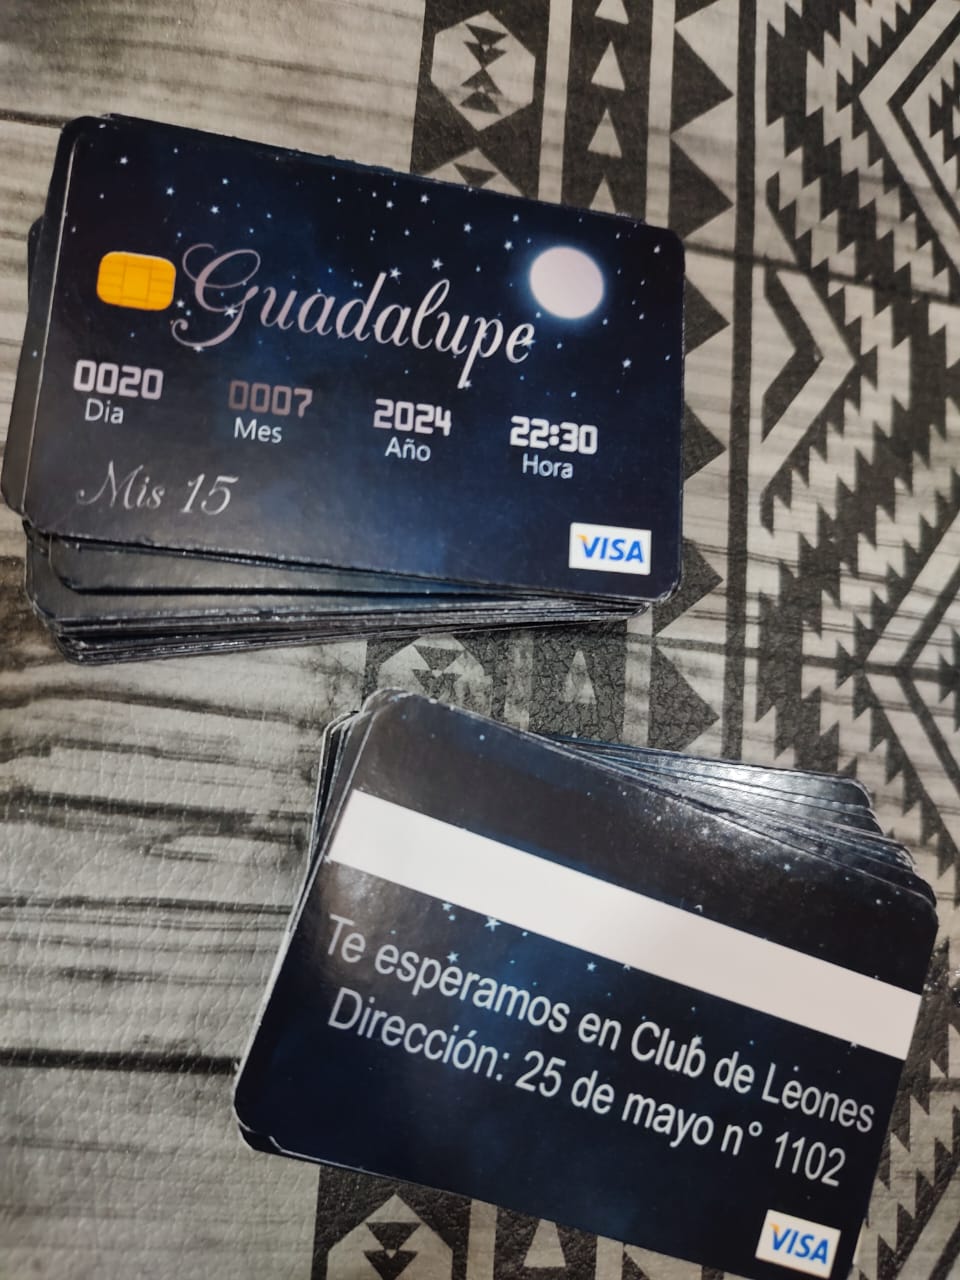 Guadalupe
0020 0007 2024 22:30
Dia Mes Año Hora
Mis 15
VISA
Te esperamos en Club de Leones
Dirección: 25 de mayo n° 1102
VISA